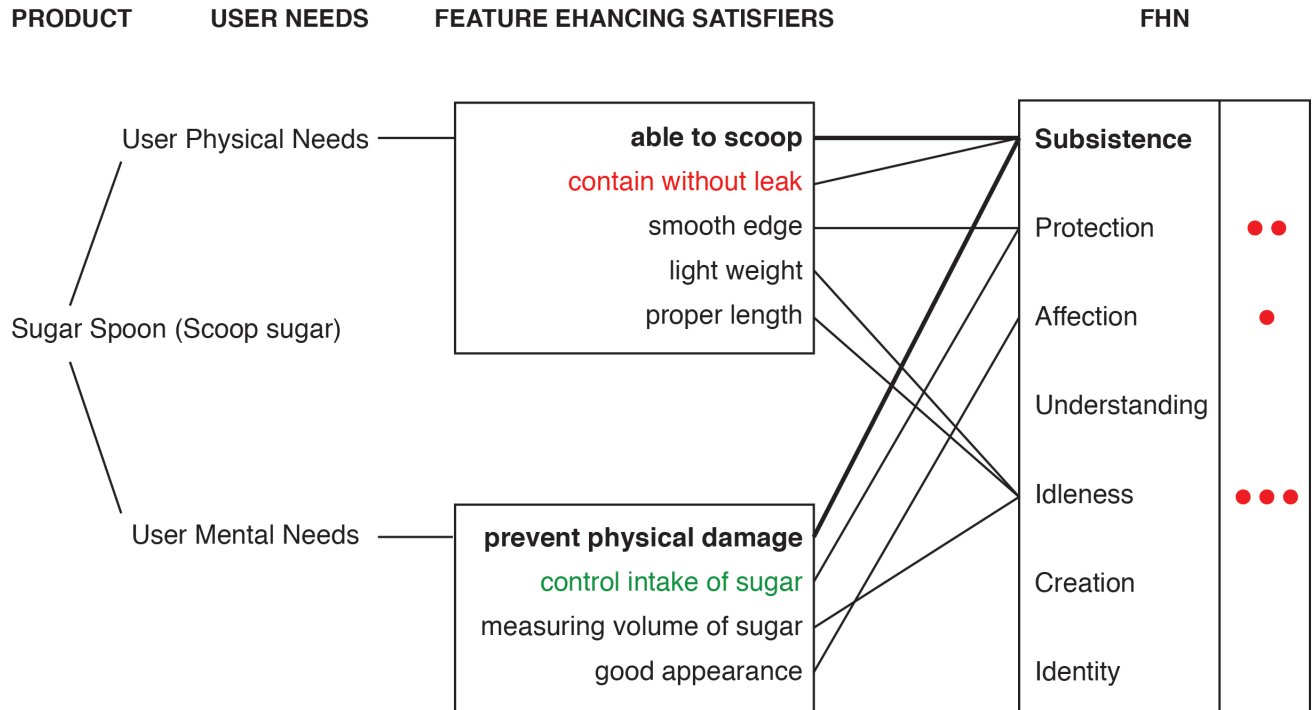 PRODUCT USER NEEDS FEATURE EHANCING SATISFIERS FHN
User Physical Needs
able to scoop
contain without leak
smooth edge
light weight
proper length
Sugar Spoon (Scoop sugar)
User Mental Needs
prevent physical damage
control intake of sugar
measuring volume of sugar
good appearance
Subsistence
Protection
Affection
Understanding
Idleness
Creation
Identity